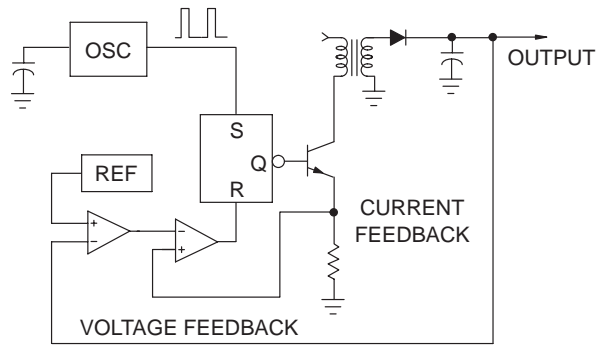 OSC
OUTPUT
S
Q
R
REF
+
−
−
+
CURRENT
FEEDBACK
VOLTAGE FEEDBACK